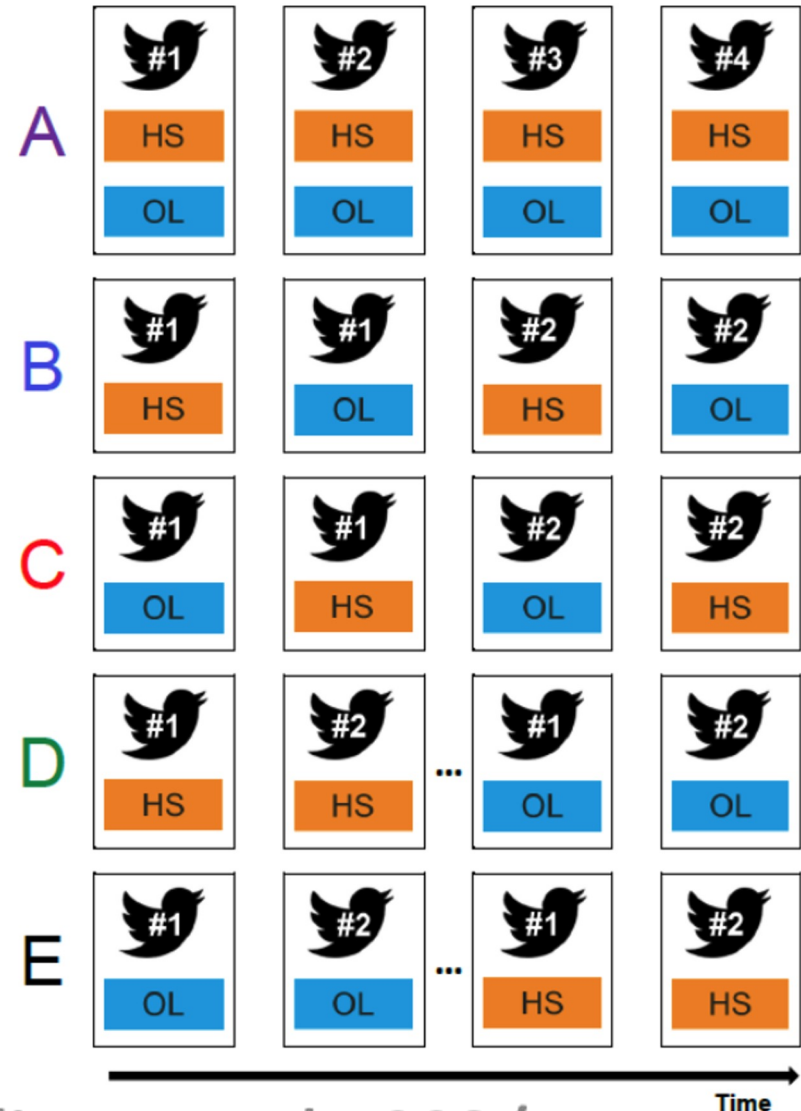 A
#1 #2 #3 #4
HS HS HS HS
OL OL OL OL
B
#1 #1 #2 #2
HS OL HS OL
C
#1 #1 #2 #2
OL HS OL HS
D
#1 #2 ... #1 #2
HS HS OL OL
E
#1 #2 ... #1 #2
OL OL HS HS
Time